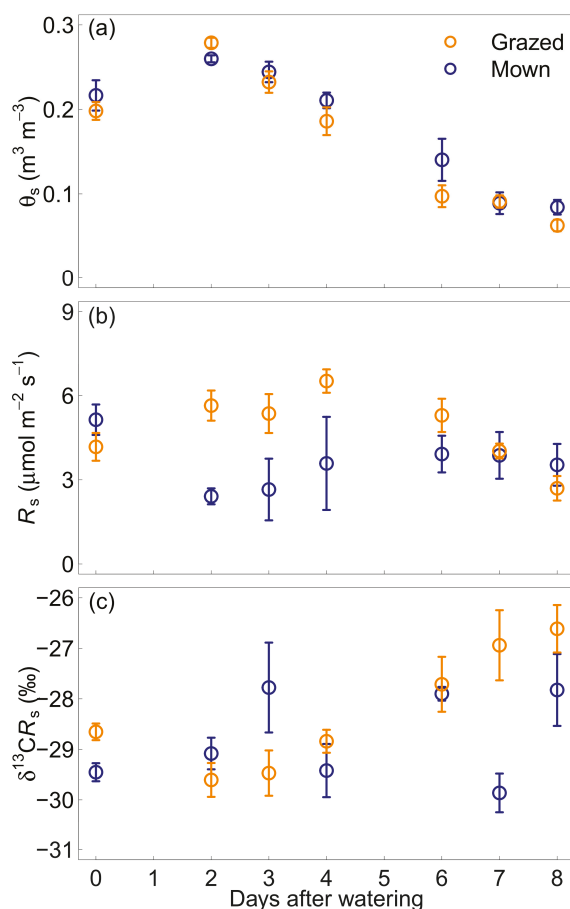 (a)
Grazed
Mown
0.3
0.2
0.1
0
θs (m³ m⁻³)
(b)
9
6
3
0
Rs (μmol m⁻² s⁻¹)
(c)
−26
−27
−28
−29
−30
−31
δ¹³CRs (‰)
0 1 2 3 4 6 7 8
Days after watering